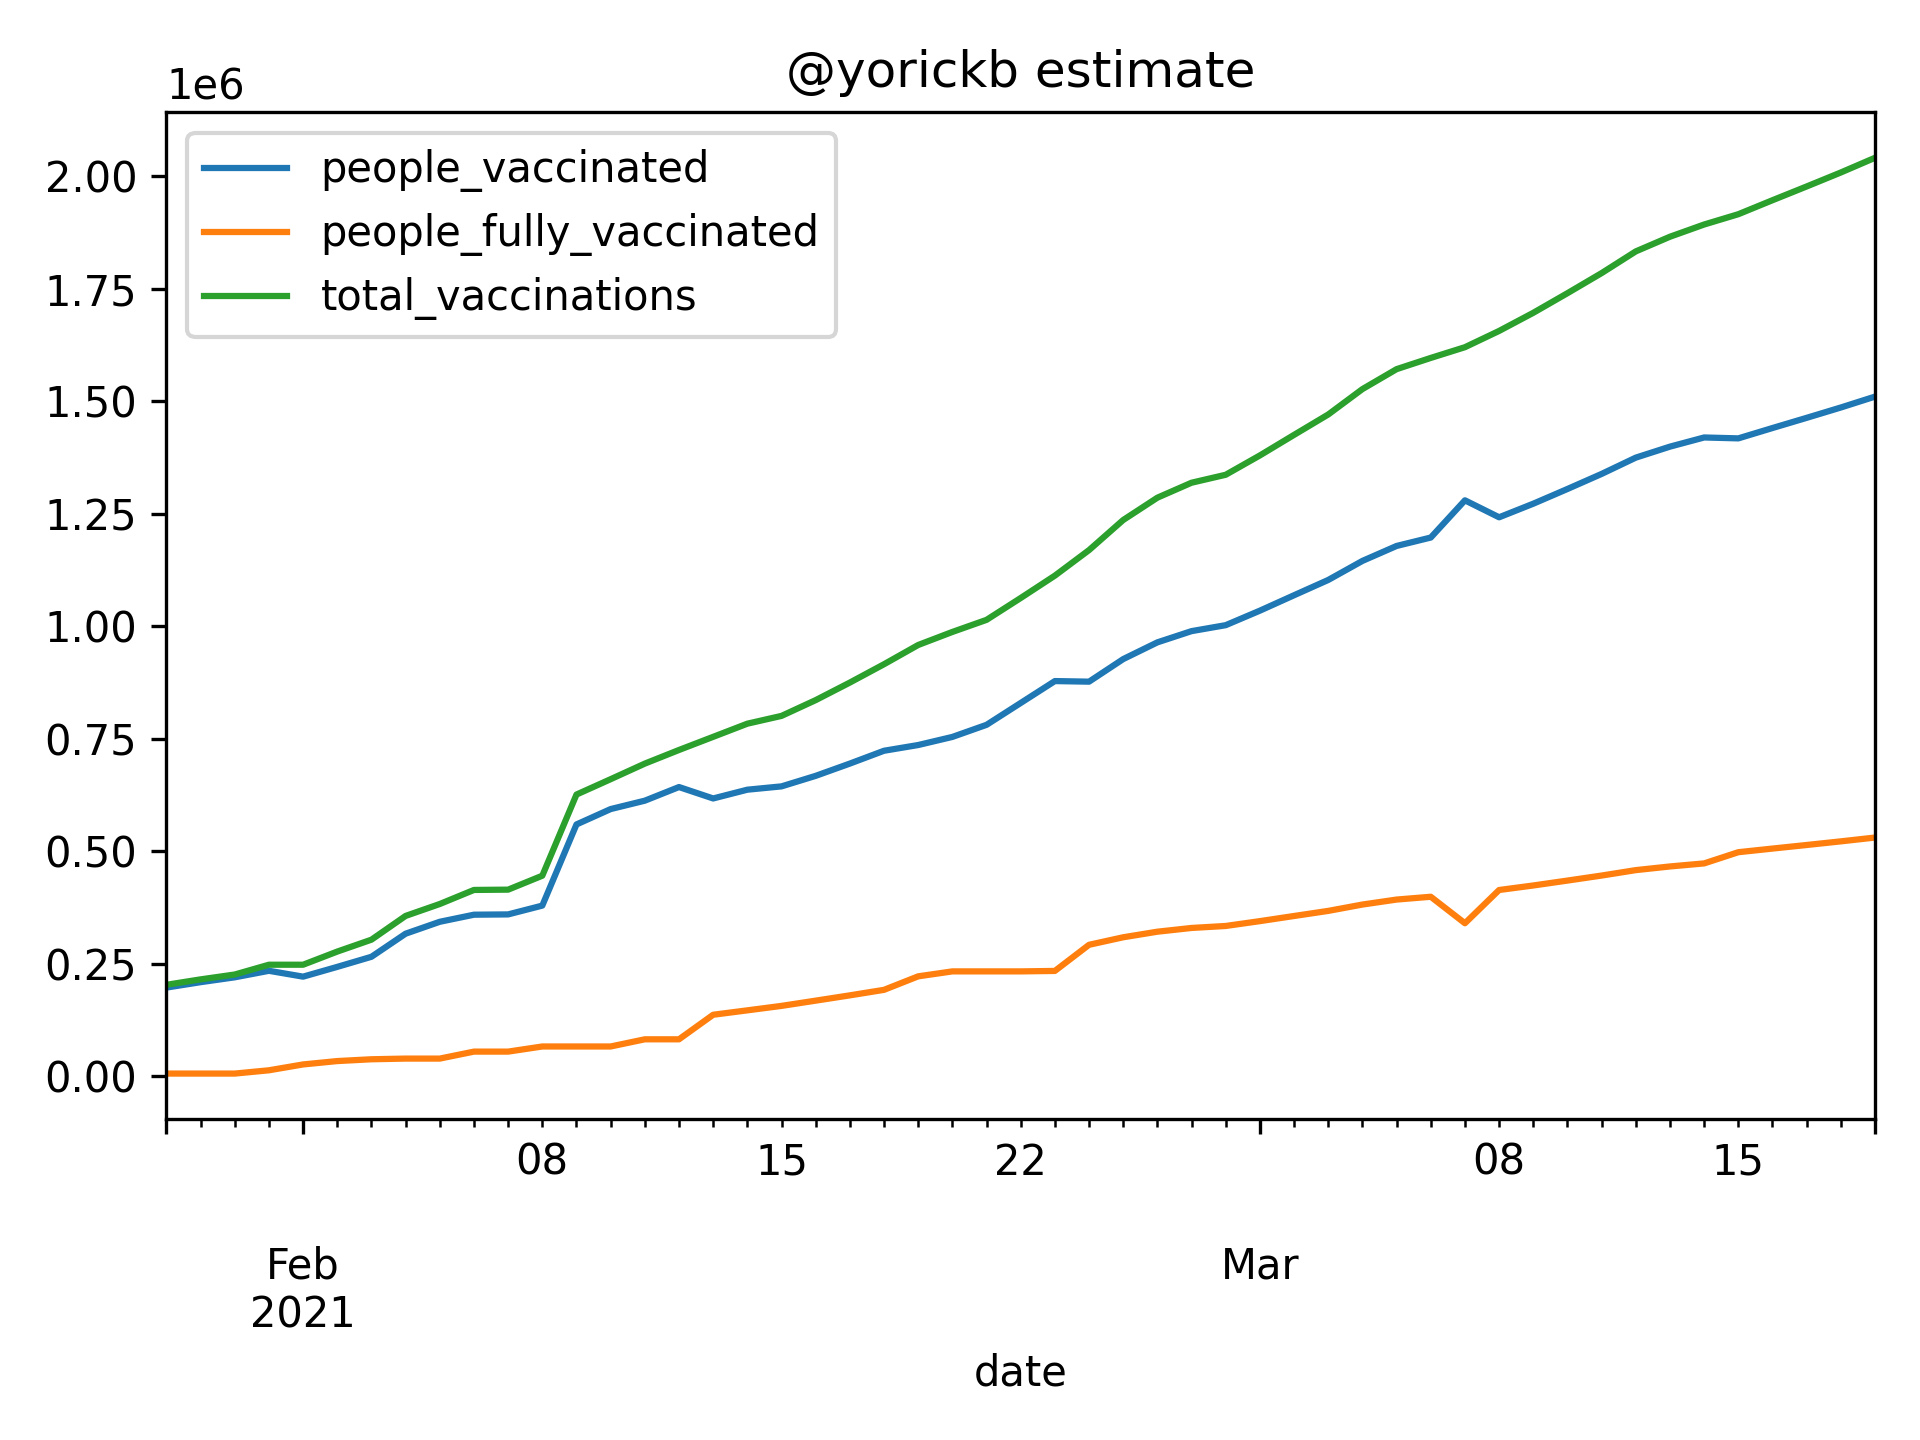 @yorickb estimate
1e6
people_vaccinated
people_fully_vaccinated
total_vaccinations
2.00
1.75
1.50
1.25
1.00
0.75
0.50
0.25
0.00
08 15 22 08 15
Feb Mar
2021
date